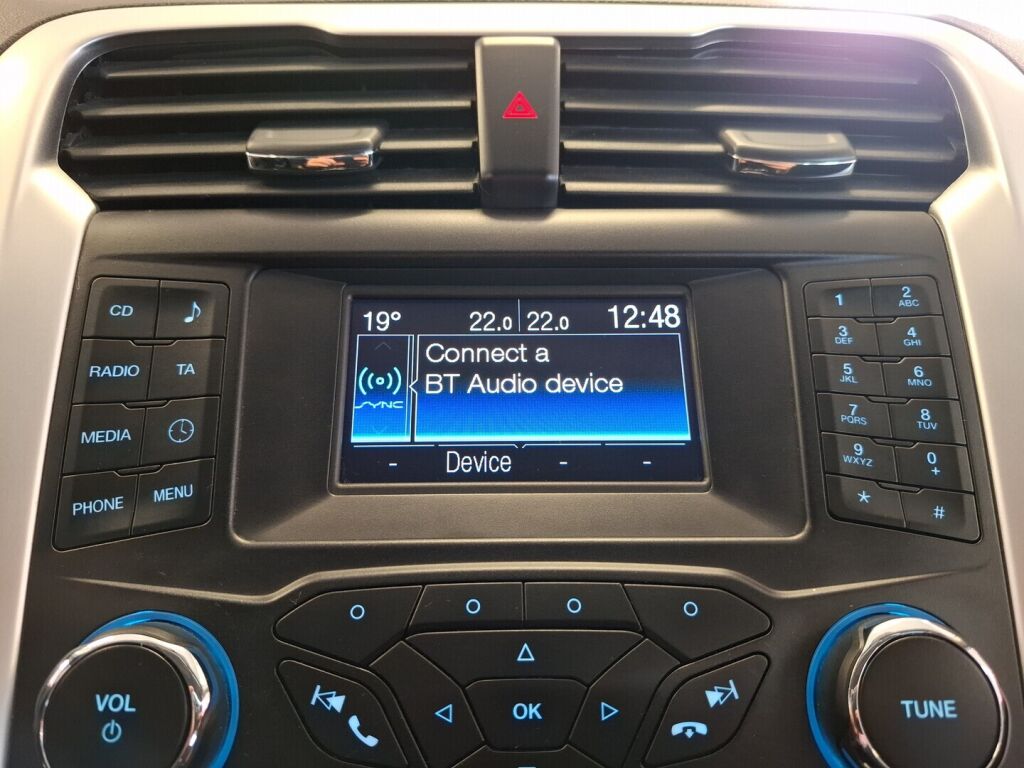 19° 22.0 22.0 12:48
Connect a
BT Audio device
SYNC
- Device - -
CD
RADIO TA
MEDIA
PHONE MENU
1 2 ABC
3 DEF 4 GHI
5 JKL 6 MNO
7 PQRS 8 TUV
9 WXYZ 0 +
* #
VOL
OK
TUNE